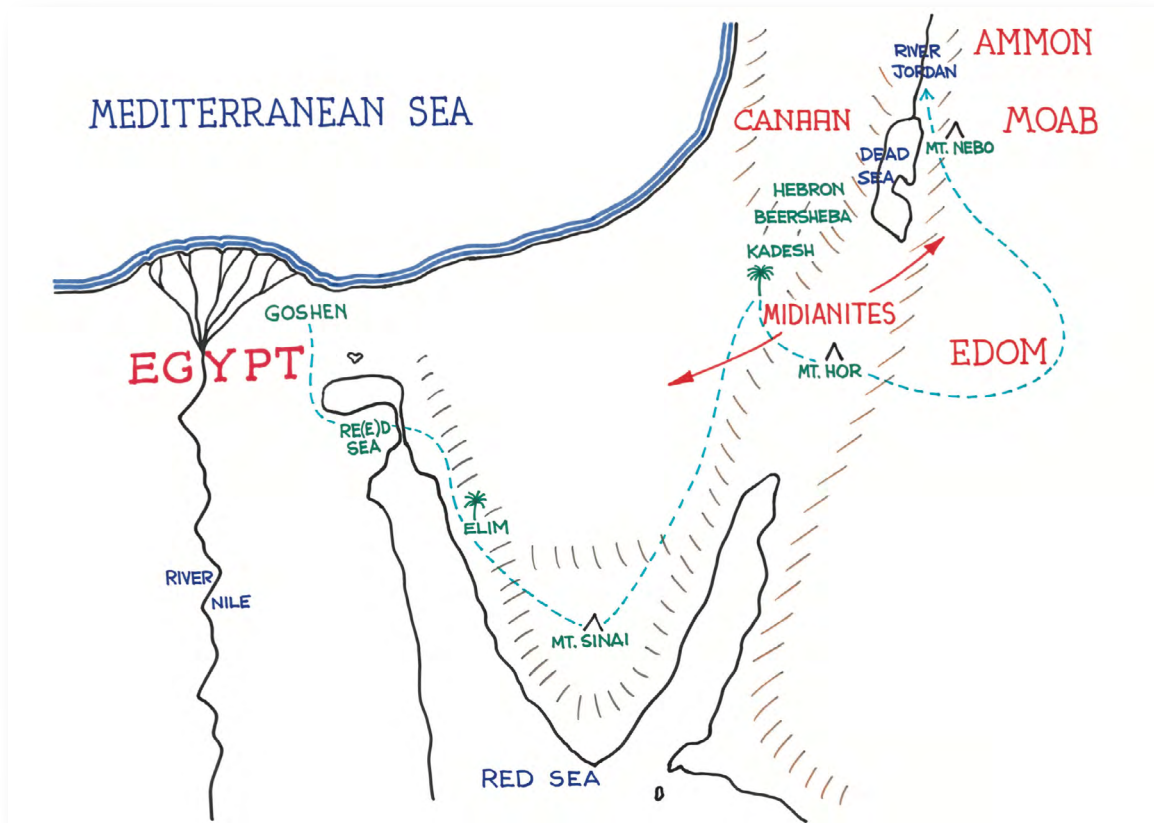 RIVER
JORDAN
AMMON
MEDITERRANEAN SEA
CANAAN
MOAB
DEAD
SEA
MT. NEBO
HEBRON
BEERSHEBA
KADESH
GOSHEN
MIDIANITES
EGYPT
EDOM
MT. HOR
RE(E)D
SEA
ELIM
RIVER
NILE
MT. SINAI
RED SEA